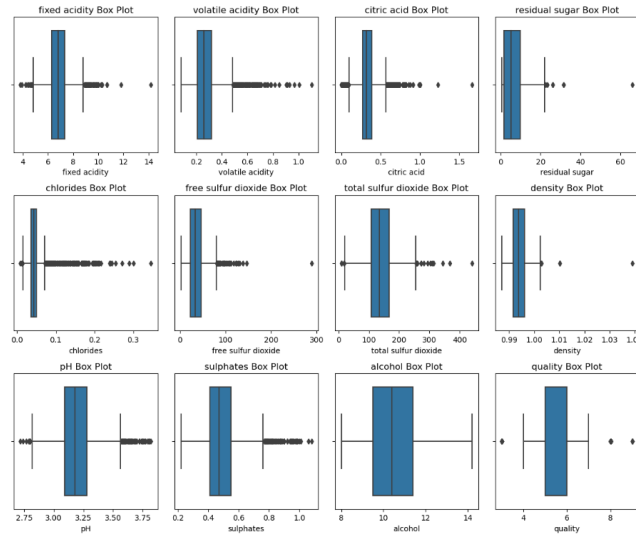 fixed acidity Box Plot
volatile acidity Box Plot
citric acid Box Plot
residual sugar Box Plot
4 6 8 10 12 14
0.2 0.4 0.6 0.8 1.0
0.0 0.5 1.0 1.5
0 20 40 60
fixed acidity
volatile acidity
citric acid
residual sugar
chlorides Box Plot
free sulfur dioxide Box Plot
total sulfur dioxide Box Plot
density Box Plot
0.0 0.1 0.2 0.3
0 100 200 300
0 100 200 300 400
0.99 1.00 1.01 1.02 1.03
chlorides
free sulfur dioxide
total sulfur dioxide
density
pH Box Plot
sulphates Box Plot
alcohol Box Plot
quality Box Plot
2.75 3.00 3.25 3.50 3.75
0.2 0.4 0.6 0.8 1.0
8 10 12 14
4 6 8
pH
sulphates
alcohol
quality